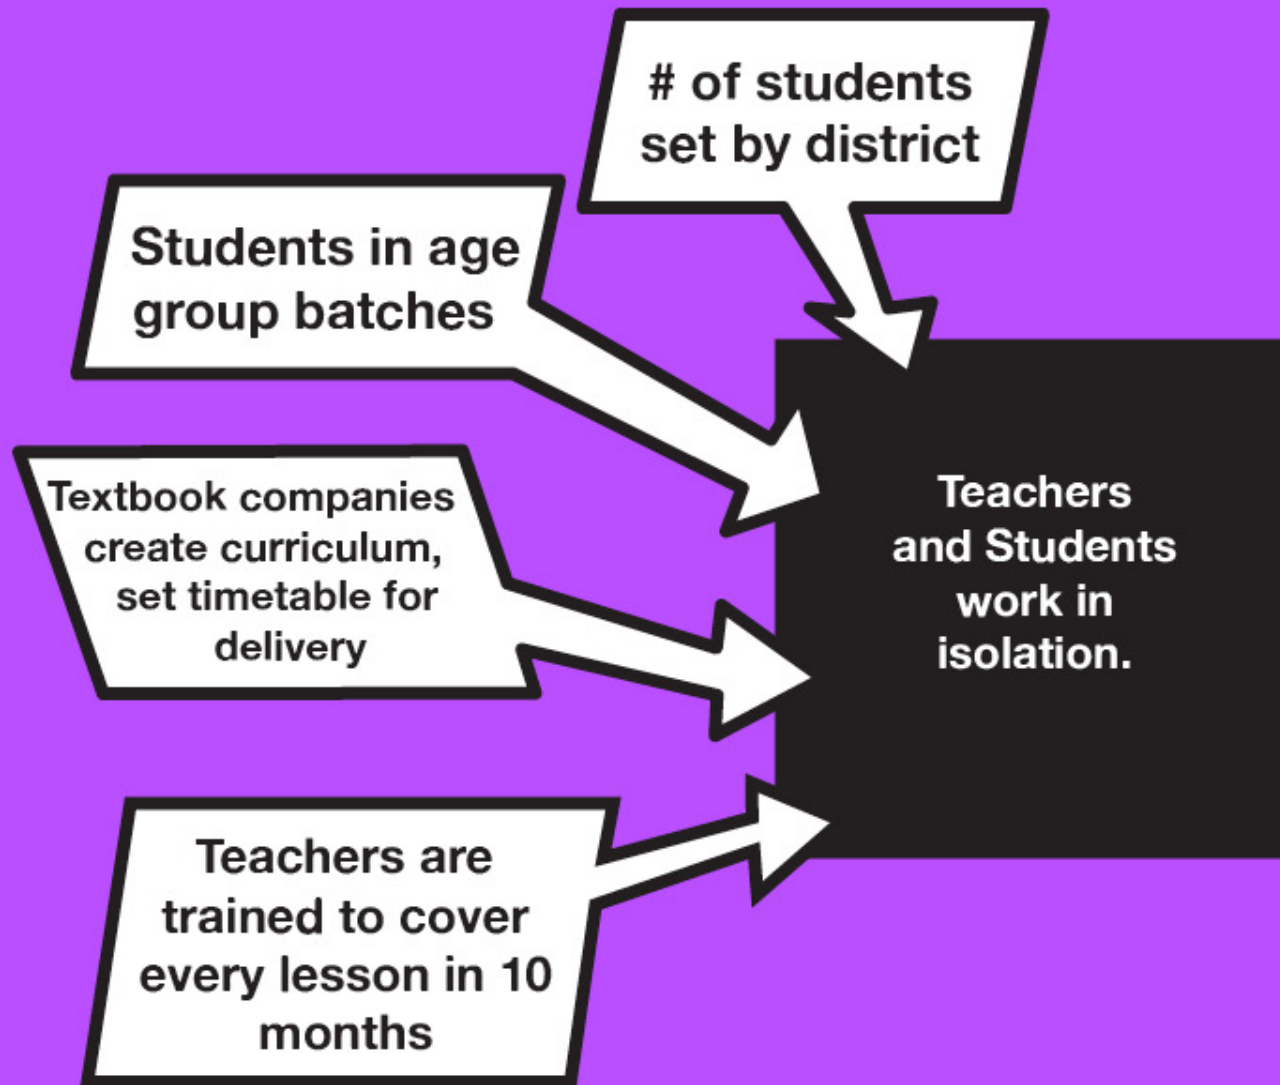 # of students
set by district
Students in age
group batches
Textbook companies
create curriculum,
set timetable for
delivery
Teachers
and Students
work in
isolation.
Teachers are
trained to cover
every lesson in 10
months